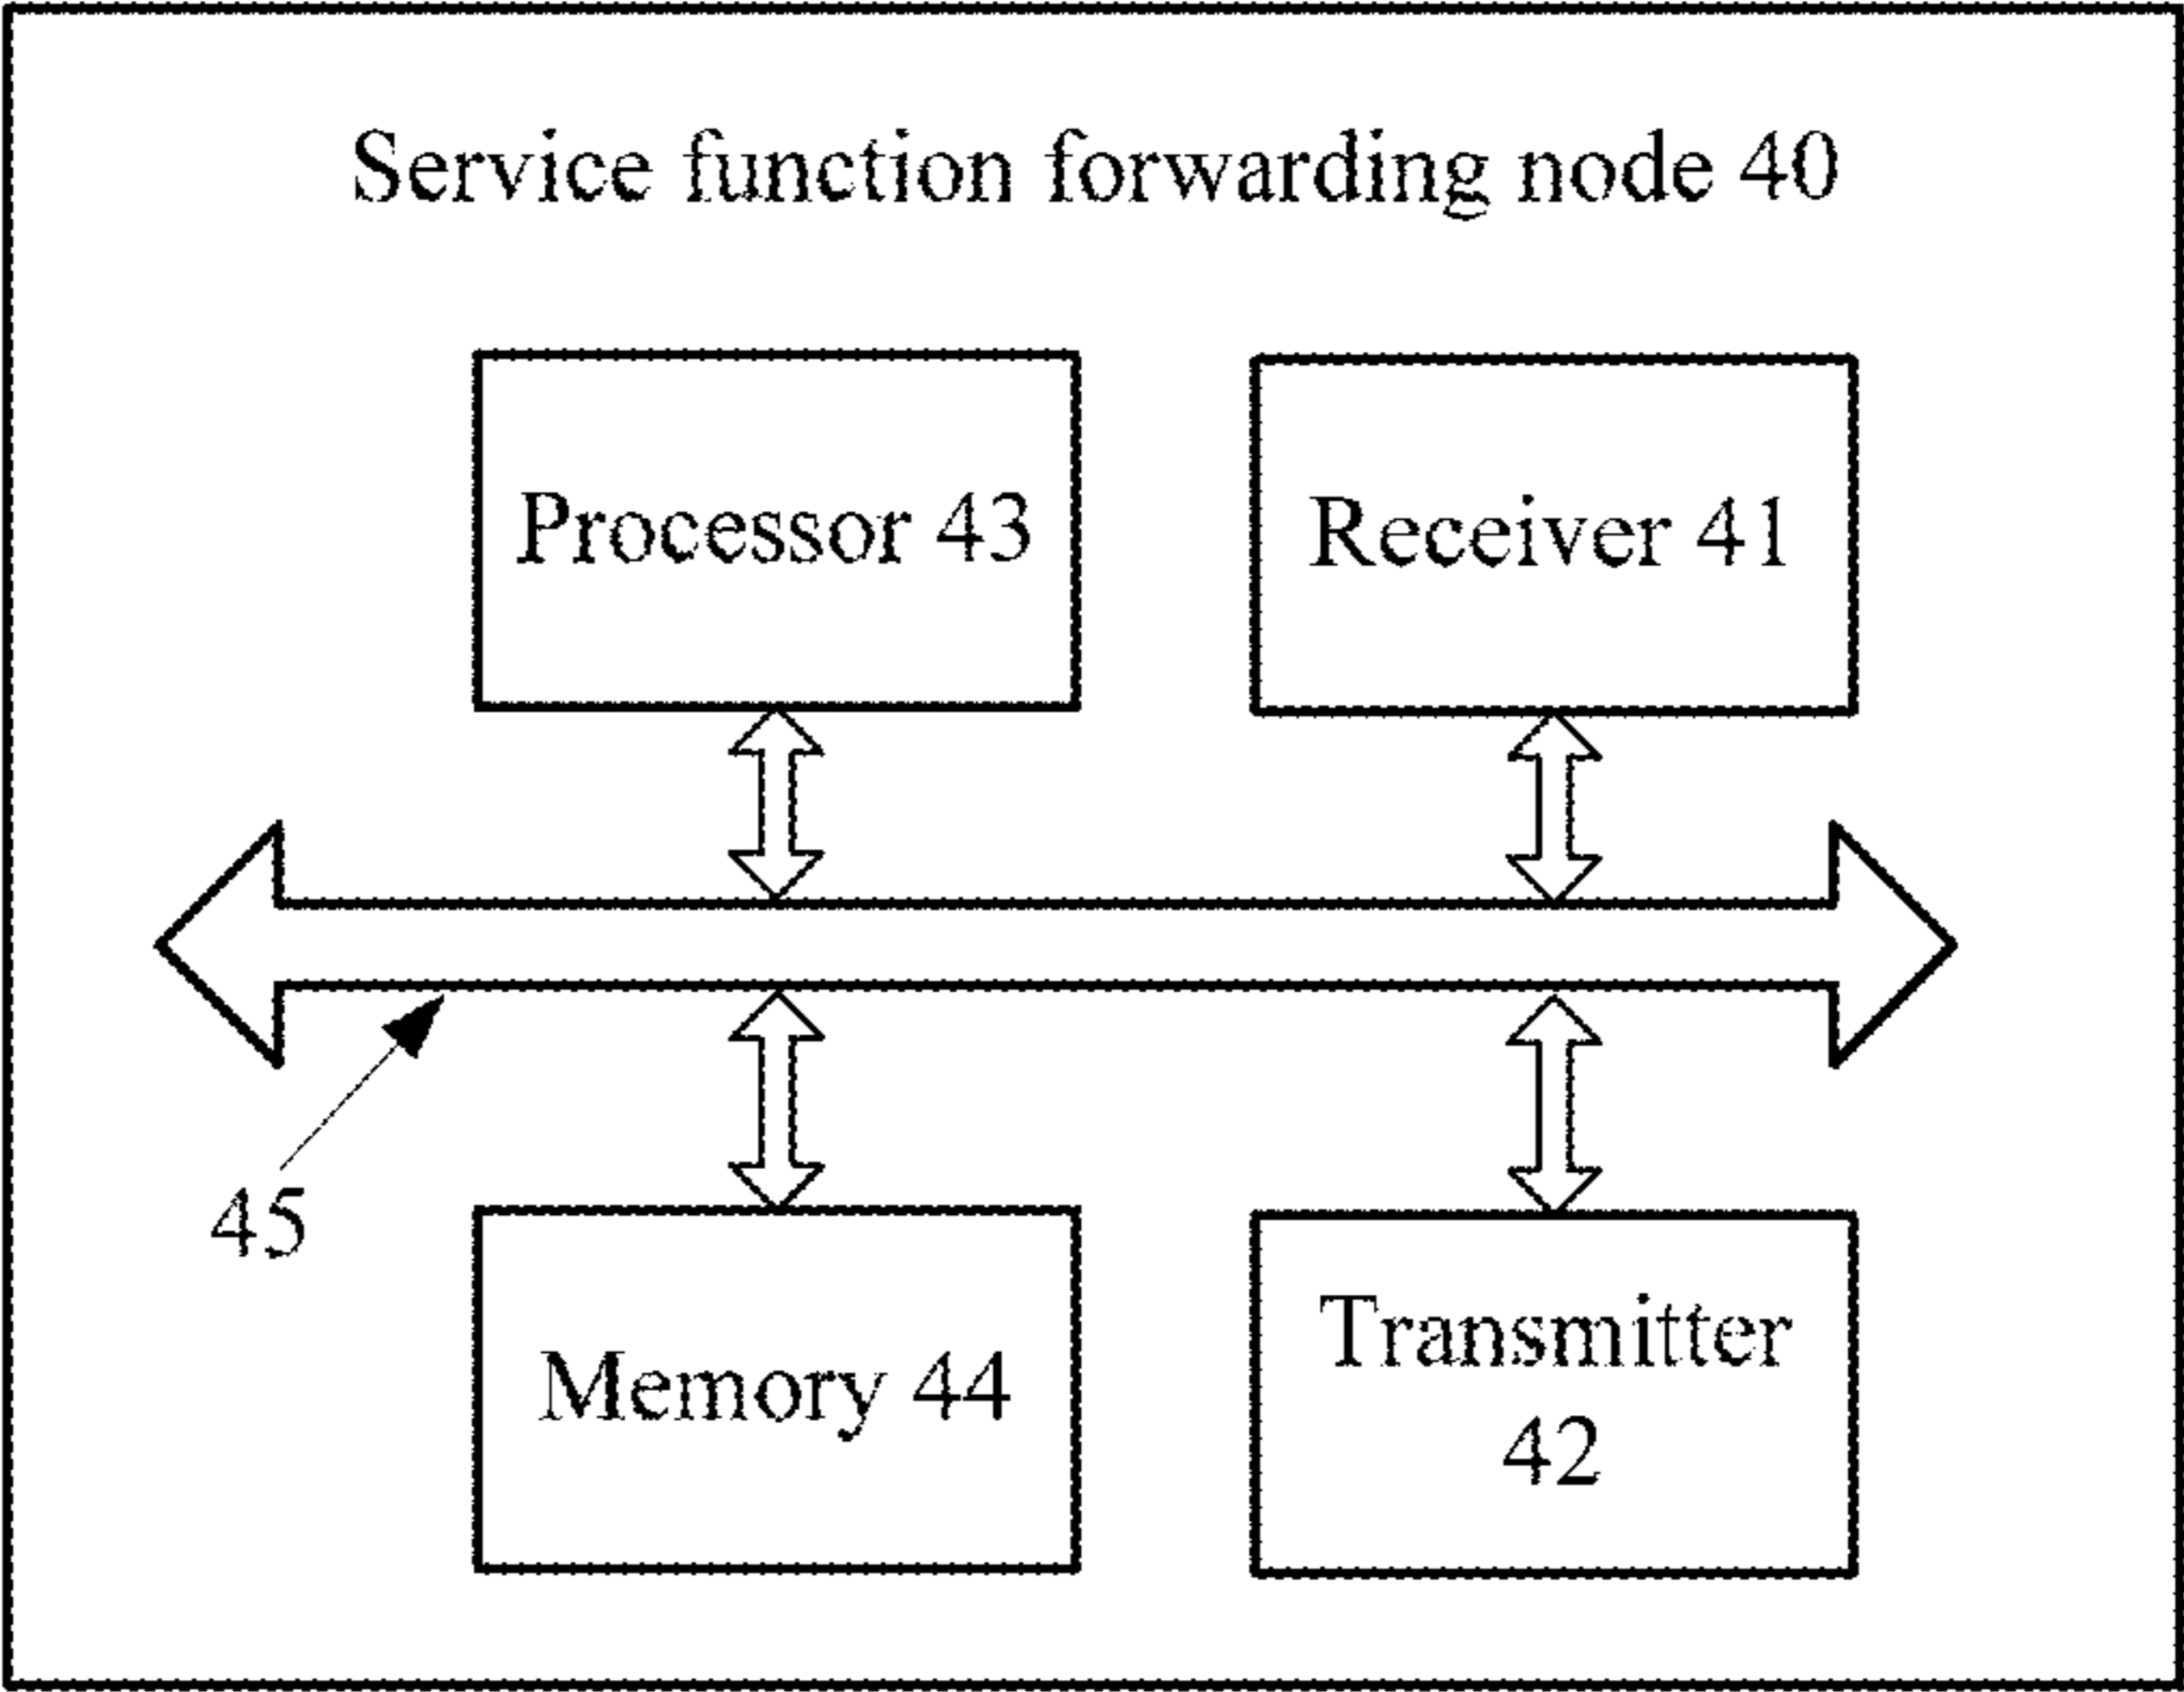 Service function forwarding node 40
Processor 43
Receiver 41
45
Memory 44
Transmitter
42